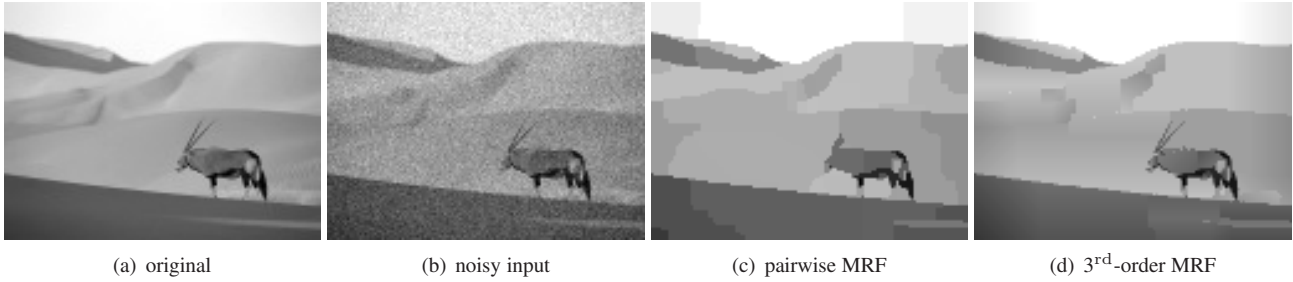 (a) original
(b) noisy input
(c) pairwise MRF
(d) 3rd-order MRF